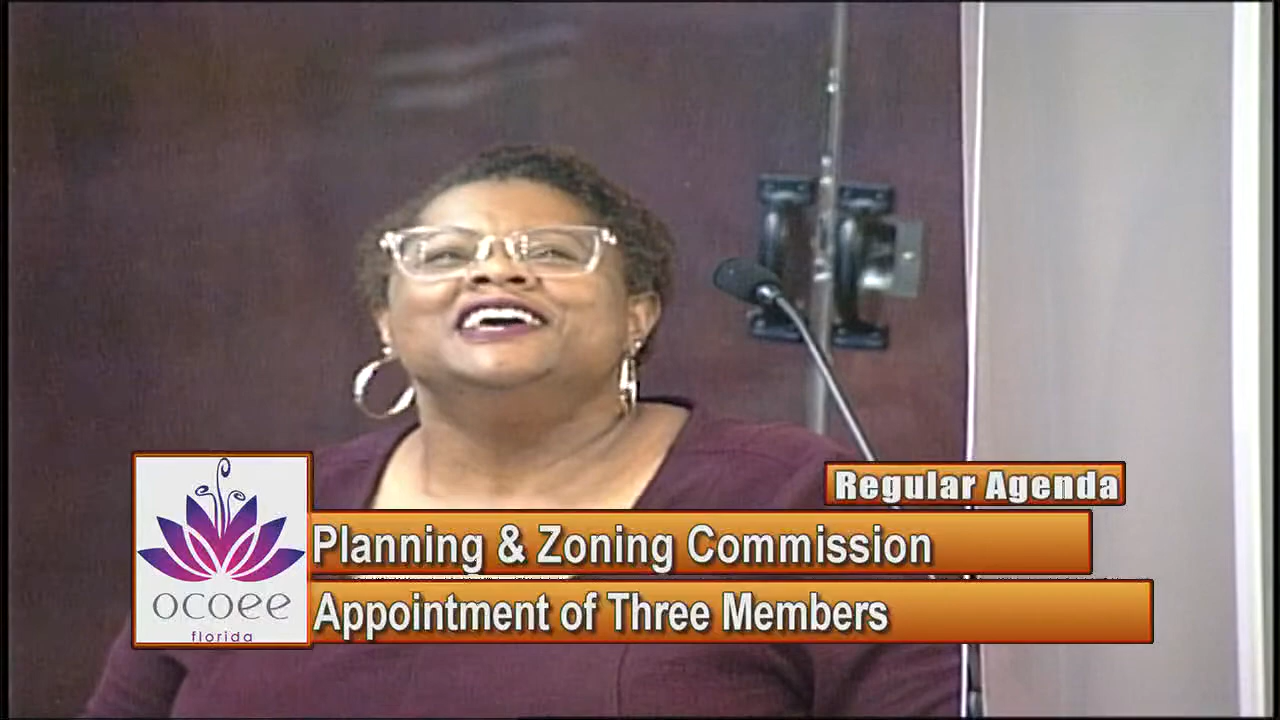 Regular Agenda
Planning & Zoning Commission
Appointment of Three Members
ocoee
florida